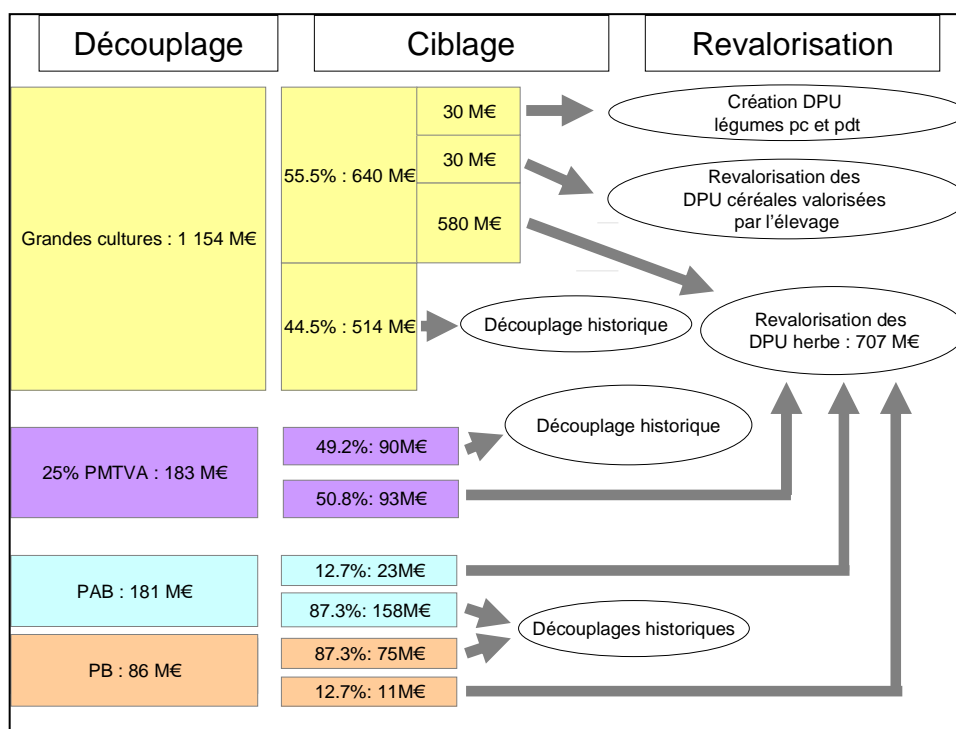 Découplage
Ciblage
Revalorisation
Grandes cultures : 1 154 M€
55.5% : 640 M€
30 M€
30 M€
580 M€
Création DPU
légumes pc et pdt
Revalorisation des
DPU céréales valorisées
par l'élevage
44.5% : 514 M€
Découplage historique
Revalorisation des
DPU herbe : 707 M€
25% PMTVA : 183 M€
49.2%: 90M€
Découplage historique
50.8%: 93M€
PAB : 181 M€
12.7%: 23M€
87.3%: 158M€
Découplages historiques
PB : 86 M€
87.3%: 75M€
12.7%: 11M€